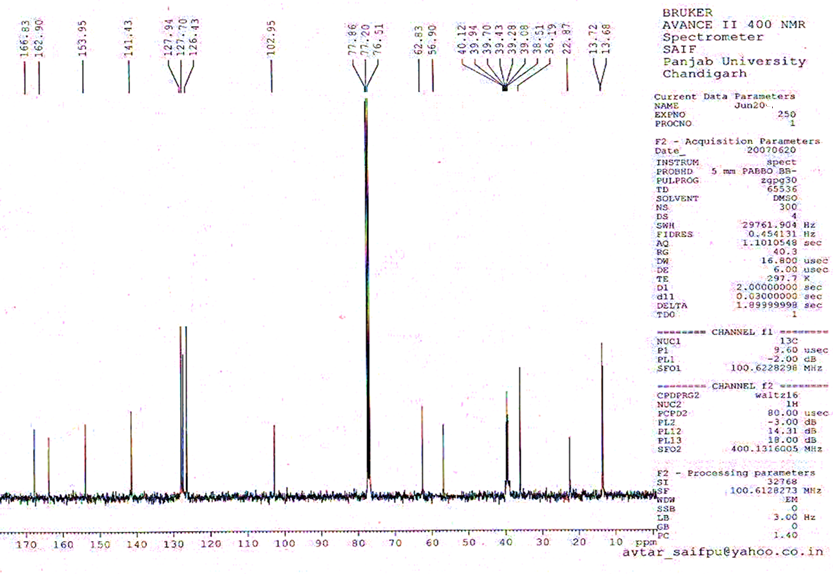 166.83
162.90
153.95
141.43
127.94
127.70
126.43
102.95
77.86
77.20
76.51
62.83
56.90
40.12
39.94
39.70
39.43
39.28
39.08
38.51
36.19
22.87
13.72
13.68
BRUKER
AVANCE II 400 NMR
Spectrometer
SAIF
Panjab University
Chandigarh
Current Data Parameters
NAME Jun20
EXPNO 250
PROCNO 1
F2 - Acquisition Parameters
Date_ 20070620
INSTRUM spect
PROBHD 5 mm PABBO BB-
PULPROG zgpg30
TD 65536
SOLVENT DMSO
NS 300
DS 4
SWH 29761.904 Hz
FIDRES 0.454131 Hz
AQ 1.1010548 sec
RG 40.3
DW 16.800 usec
DE 6.00 usec
TE 297.7 K
D1 2.00000000 sec
d11 0.03000000 sec
DELTA 1.89999998 sec
TD0 1
======== CHANNEL f1 ========
NUC1 13C
P1 9.60 usec
PL1 -2.00 dB
SFO1 100.6228298 MHz
======== CHANNEL f2 ========
CPDPRG2 waltz16
NUC2 1H
PCPD2 80.00 usec
PL2 -3.00 dB
PL12 14.31 dB
PL13 18.00 dB
SFO2 400.1316005 MHz
F2 - Processing parameters
SI 32768
SF 100.6128273 MHz
WDW EM
SSB 0
LB 3.00 Hz
GB 0
PC 1.40
170 160 150 140 130 120 110 100 90 80 70 60 50 40 30 20 10 ppm
avtar_saifpu@yahoo.co.in